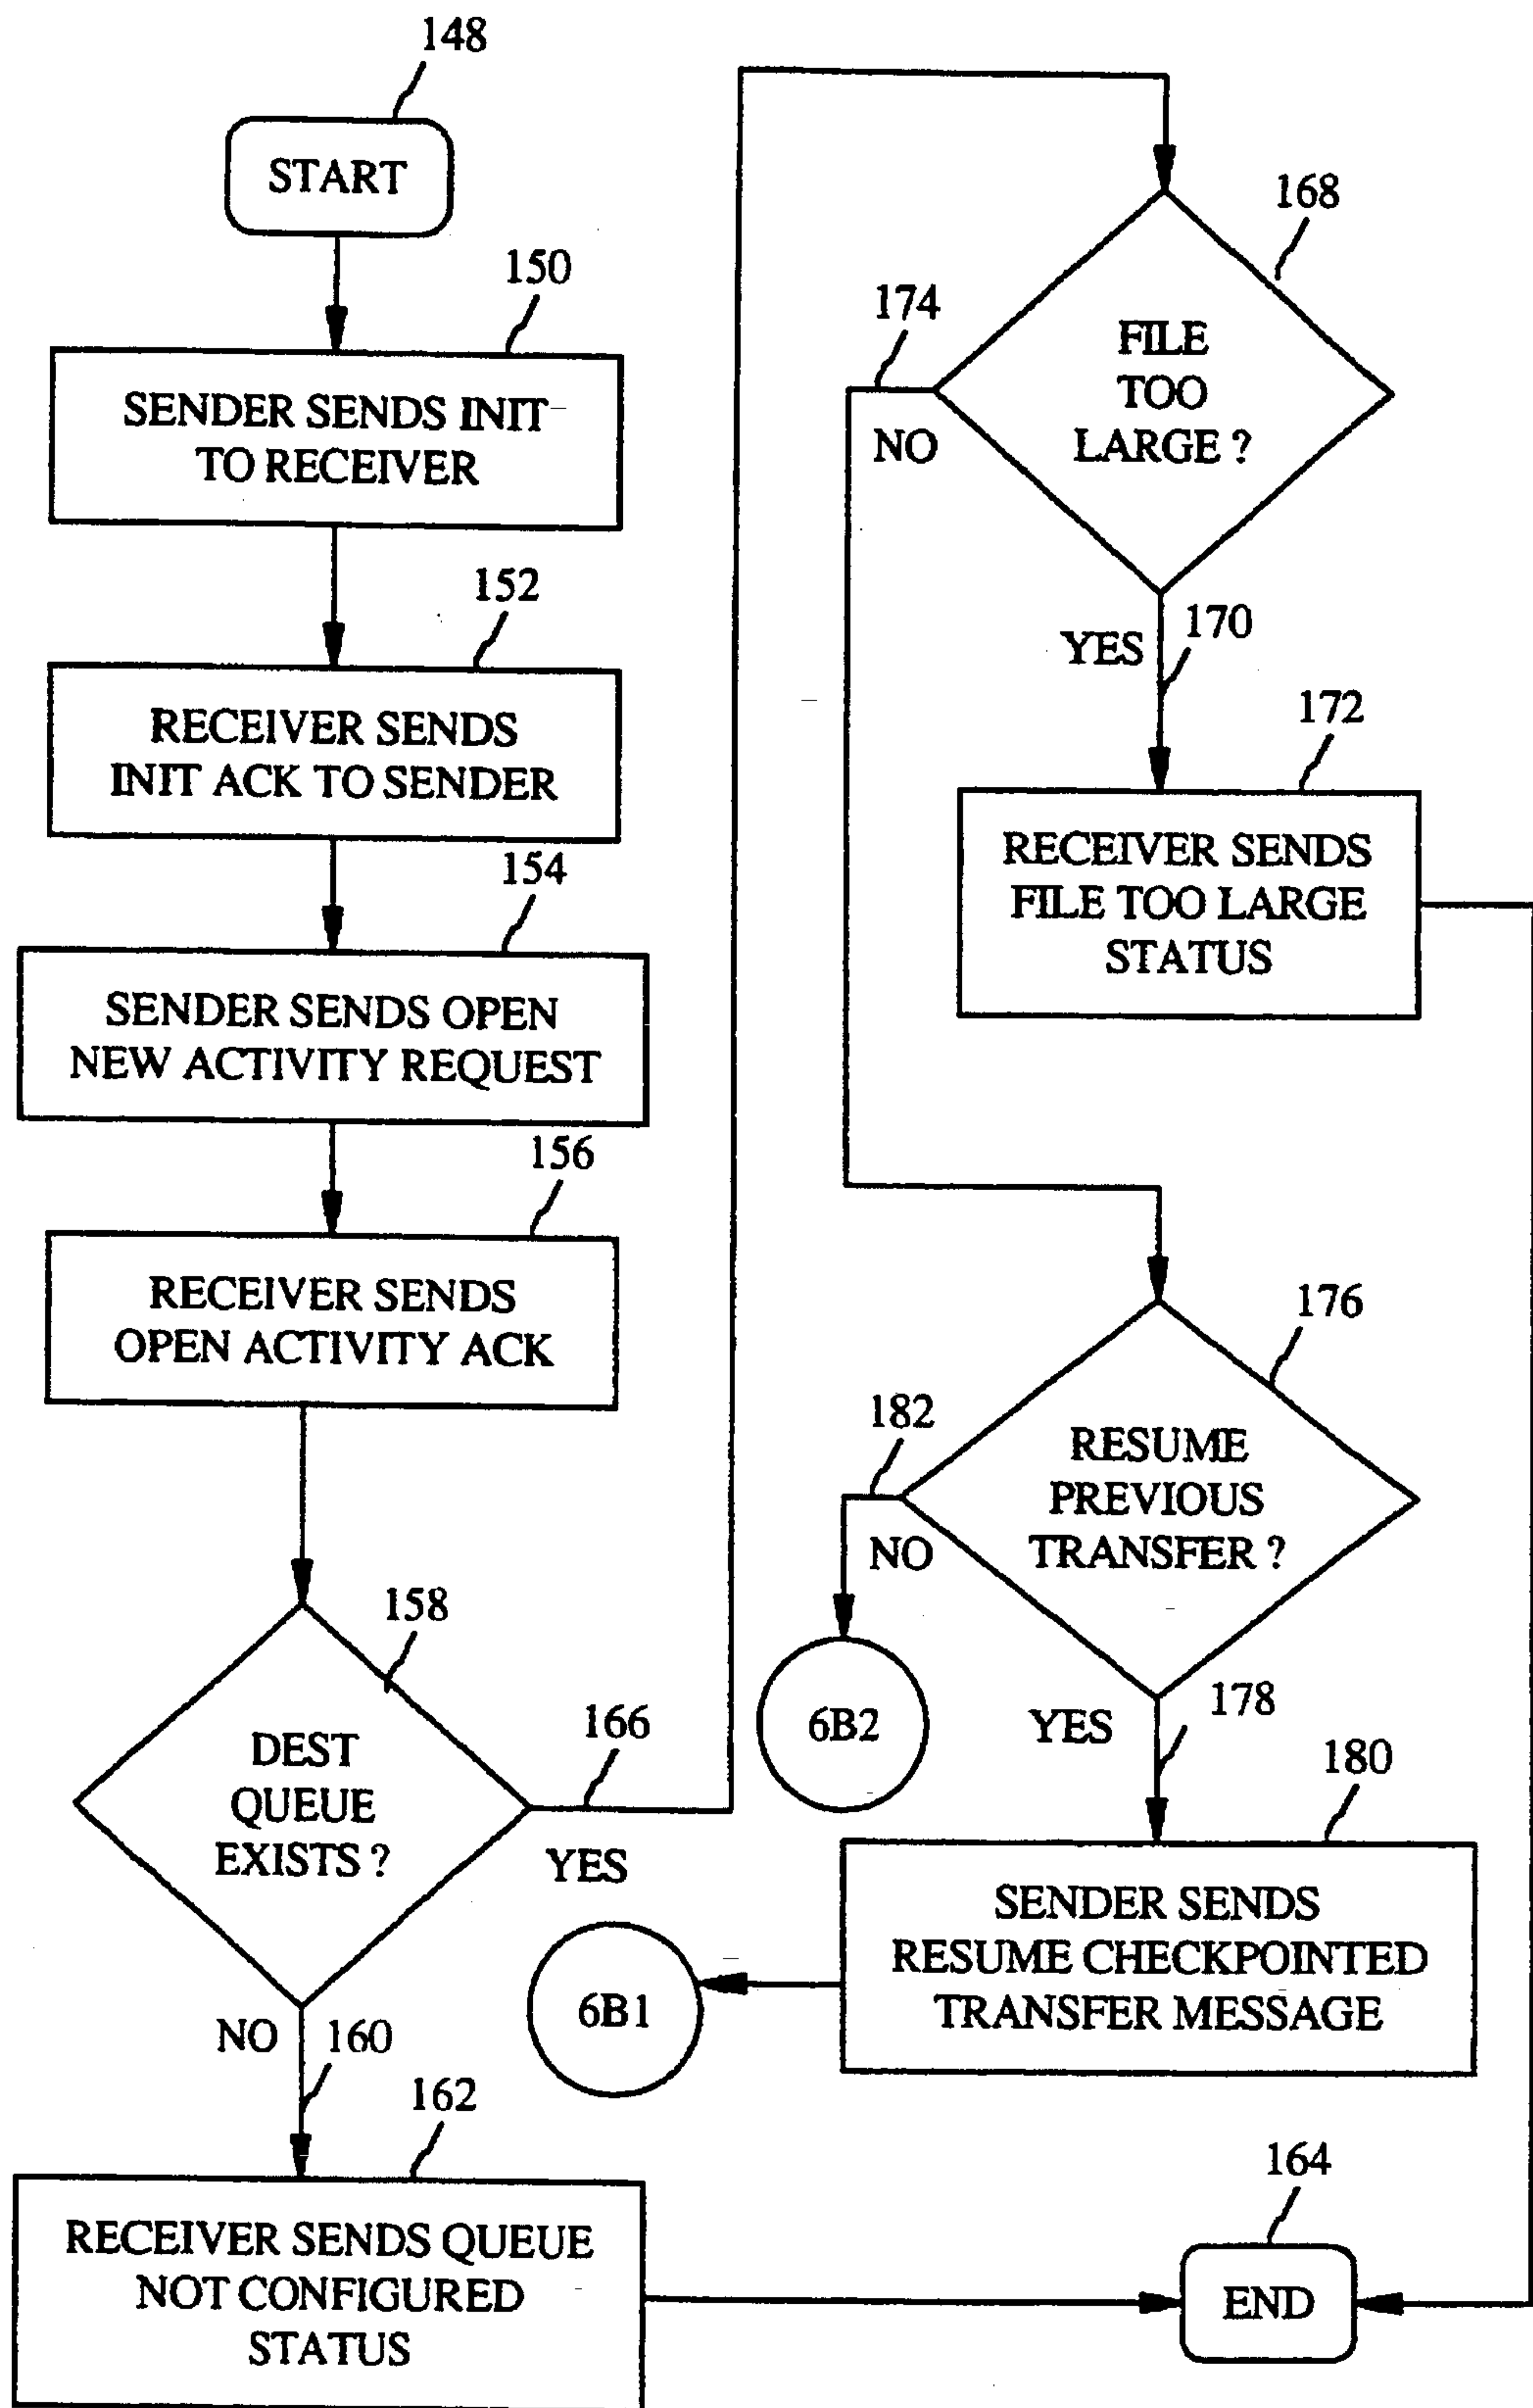 148
START
150
SENDER SENDS INIT
TO RECEIVER
152
RECEIVER SENDS
INIT ACK TO SENDER
154
SENDER SENDS OPEN
NEW ACTIVITY REQUEST
156
RECEIVER SENDS
OPEN ACTIVITY ACK
158
DEST
QUEUE
EXISTS ?
166
YES
NO
160
162
RECEIVER SENDS QUEUE
NOT CONFIGURED
STATUS
168
FILE
TOO
LARGE ?
174
NO
YES
170
172
RECEIVER SENDS
FILE TOO LARGE
STATUS
176
RESUME
PREVIOUS
TRANSFER ?
182
NO
6B2
YES
178
180
SENDER SENDS
RESUME CHECKPOINTED
TRANSFER MESSAGE
6B1
164
END